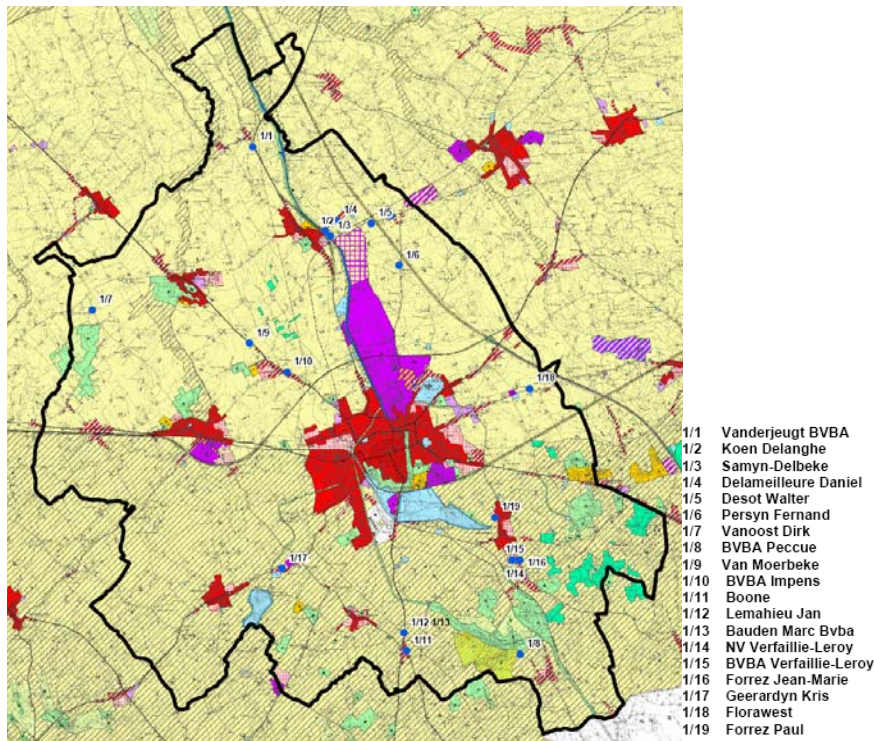 1/1
1/4
1/2
1/5
1/3
1/6
1/7
1/9
1/10
1/18
1/19
1/15
1/17
1/16
1/14
1/12 1/13
1/11
1/8
1/1 Vanderjeugt BVBA
1/2 Koen Delanghe
1/3 Samyn-Delbeke
1/4 Delameilleure Daniel
1/5 Desot Walter
1/6 Persyn Fernand
1/7 Vanoost Dirk
1/8 BVBA Peccue
1/9 Van Moerbeke
1/10 BVBA Impens
1/11 Boone
1/12 Lemahieu Jan
1/13 Bauden Marc Bvba
1/14 NV Verfaillie-Leroy
1/15 BVBA Verfaillie-Leroy
1/16 Forrez Jean-Marie
1/17 Geerardyn Kris
1/18 Florawest
1/19 Forrez Paul